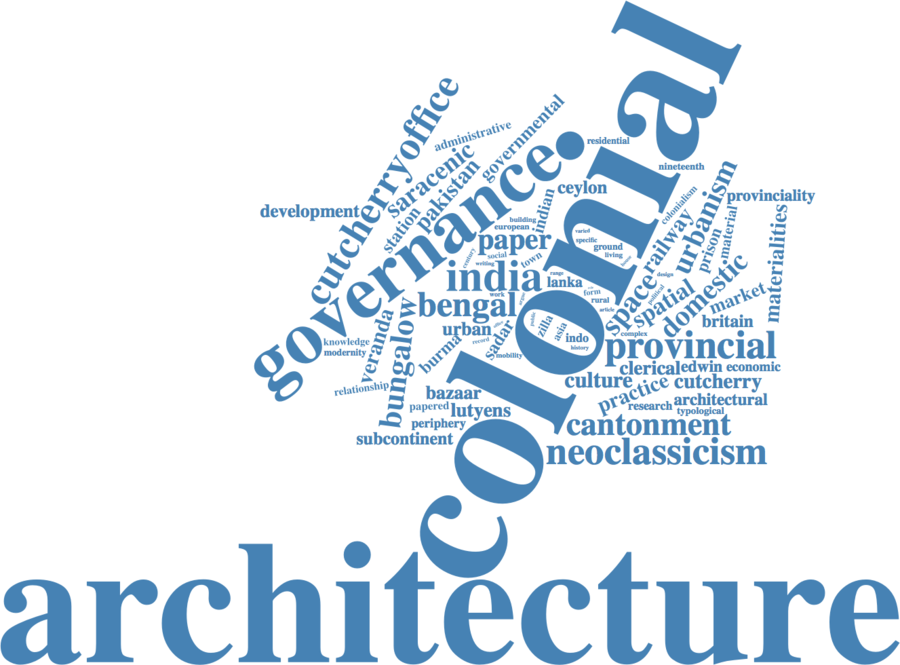 colonial
cutcherryoffice
administrative
governmental
saracenic
pakistan
station
development
governance.
residential
nineteenth
ceylon
indian
building
european
paper
social
writing
century
town
india
work
bengal
urban
sadar
burma
record
mobility
varied
specific
ground
living
range
lanka
form
rural
article
public
zilla
asia
indo
history
colonialism
railway
space
urbanism
provinciality
material
prison
materialities
design
political
spatial
domestic
market
britain
complex
provincial
knowledge
modernity
veranda
bungalow
relationship
bazaar
papered
lutyens
periphery
subcontinent
clerical
edwin
economic
culture
practice
cutcherry
research
architectural
typological
cantonment
neoclassicism
architecture